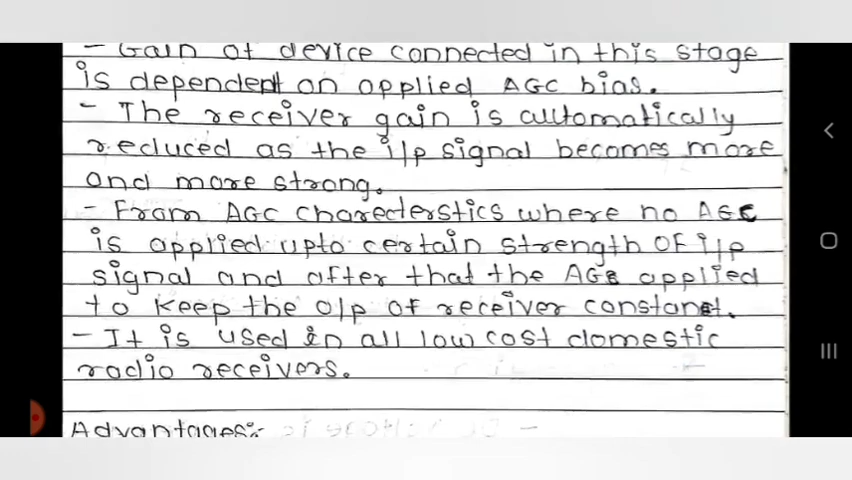 - Gain of device connected in this stage
is dependent on applied AGC bias.
- The receiver gain is automatically
reduced as the i/p signal becomes more
and more strong.
- From AGC charecterstics where no AGC
is applied upto certain strength OF i/p
signal and after that the AGC applied
to keep the o/p of receiver constant.
- It is used in all low cost domestic
radio receivers.
Advantages:-